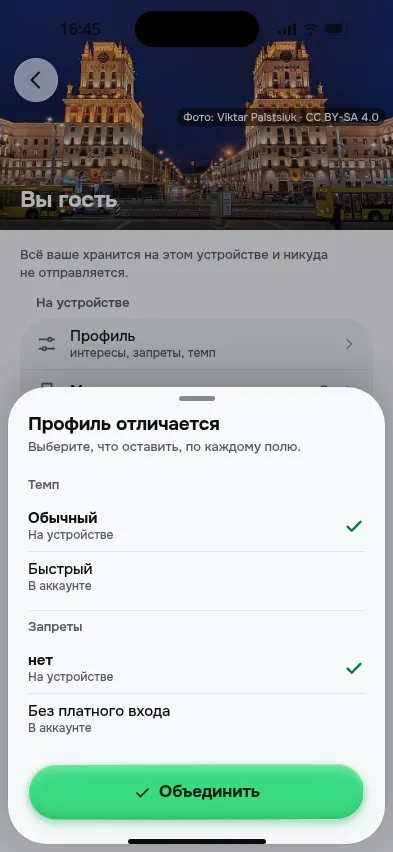 16:45
Фото: Viktar Palstsiuk · CC BY-SA 4.0
Вы гость
Всё ваше хранится на этом устройстве и никуда
не отправляется.
На устройстве
Профиль
интересы, запреты, темп
Профиль отличается
Выберите, что оставить, по каждому полю.
Темп
Обычный
На устройстве
Быстрый
В аккаунте
Запреты
нет
На устройстве
Без платного входа
В аккаунте
Объединить